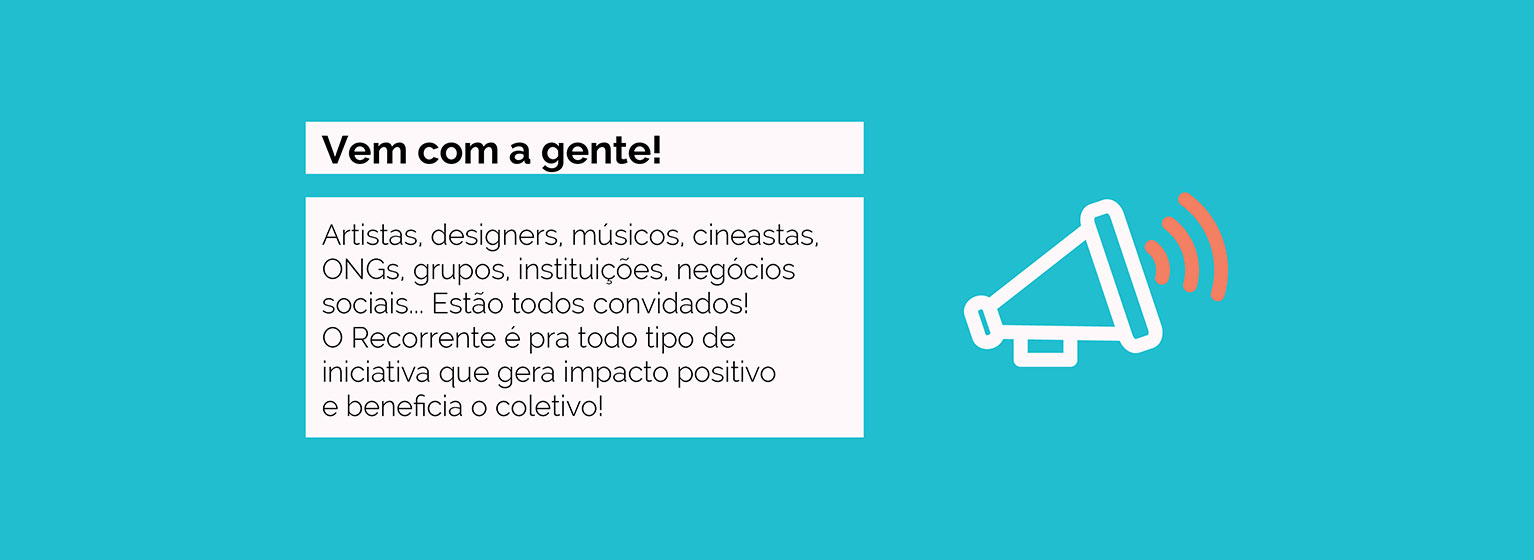 Vem com a gente!
Artistas, designers, músicos, cineastas,
ONGs, grupos, instituições, negócios
sociais... Estão todos convidados!
O Recorrente é pra todo tipo de
iniciativa que gera impacto positivo
e beneficia o coletivo!